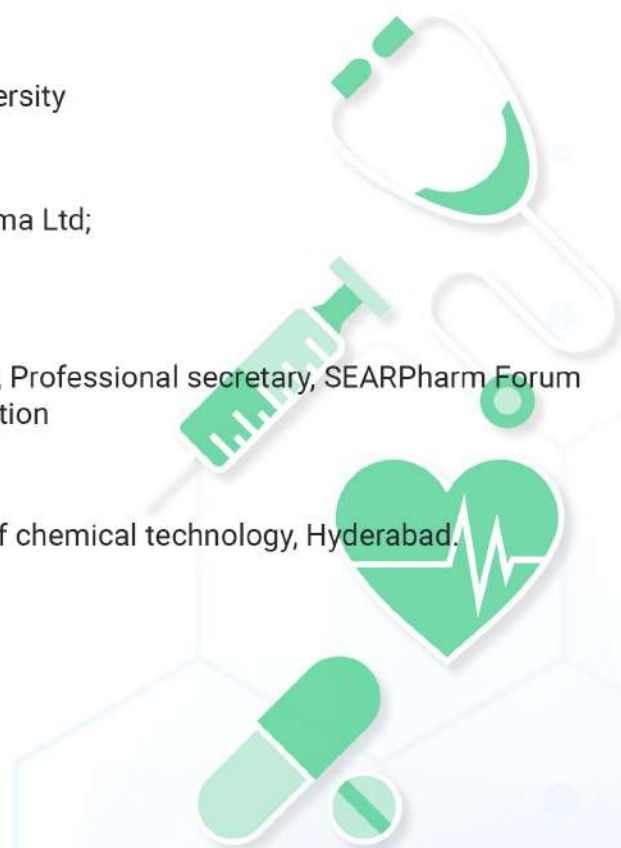 ersity
ma Ltd;
, Professional secretary, SEARPharm Forum
tion
f chemical technology, Hyderabad.